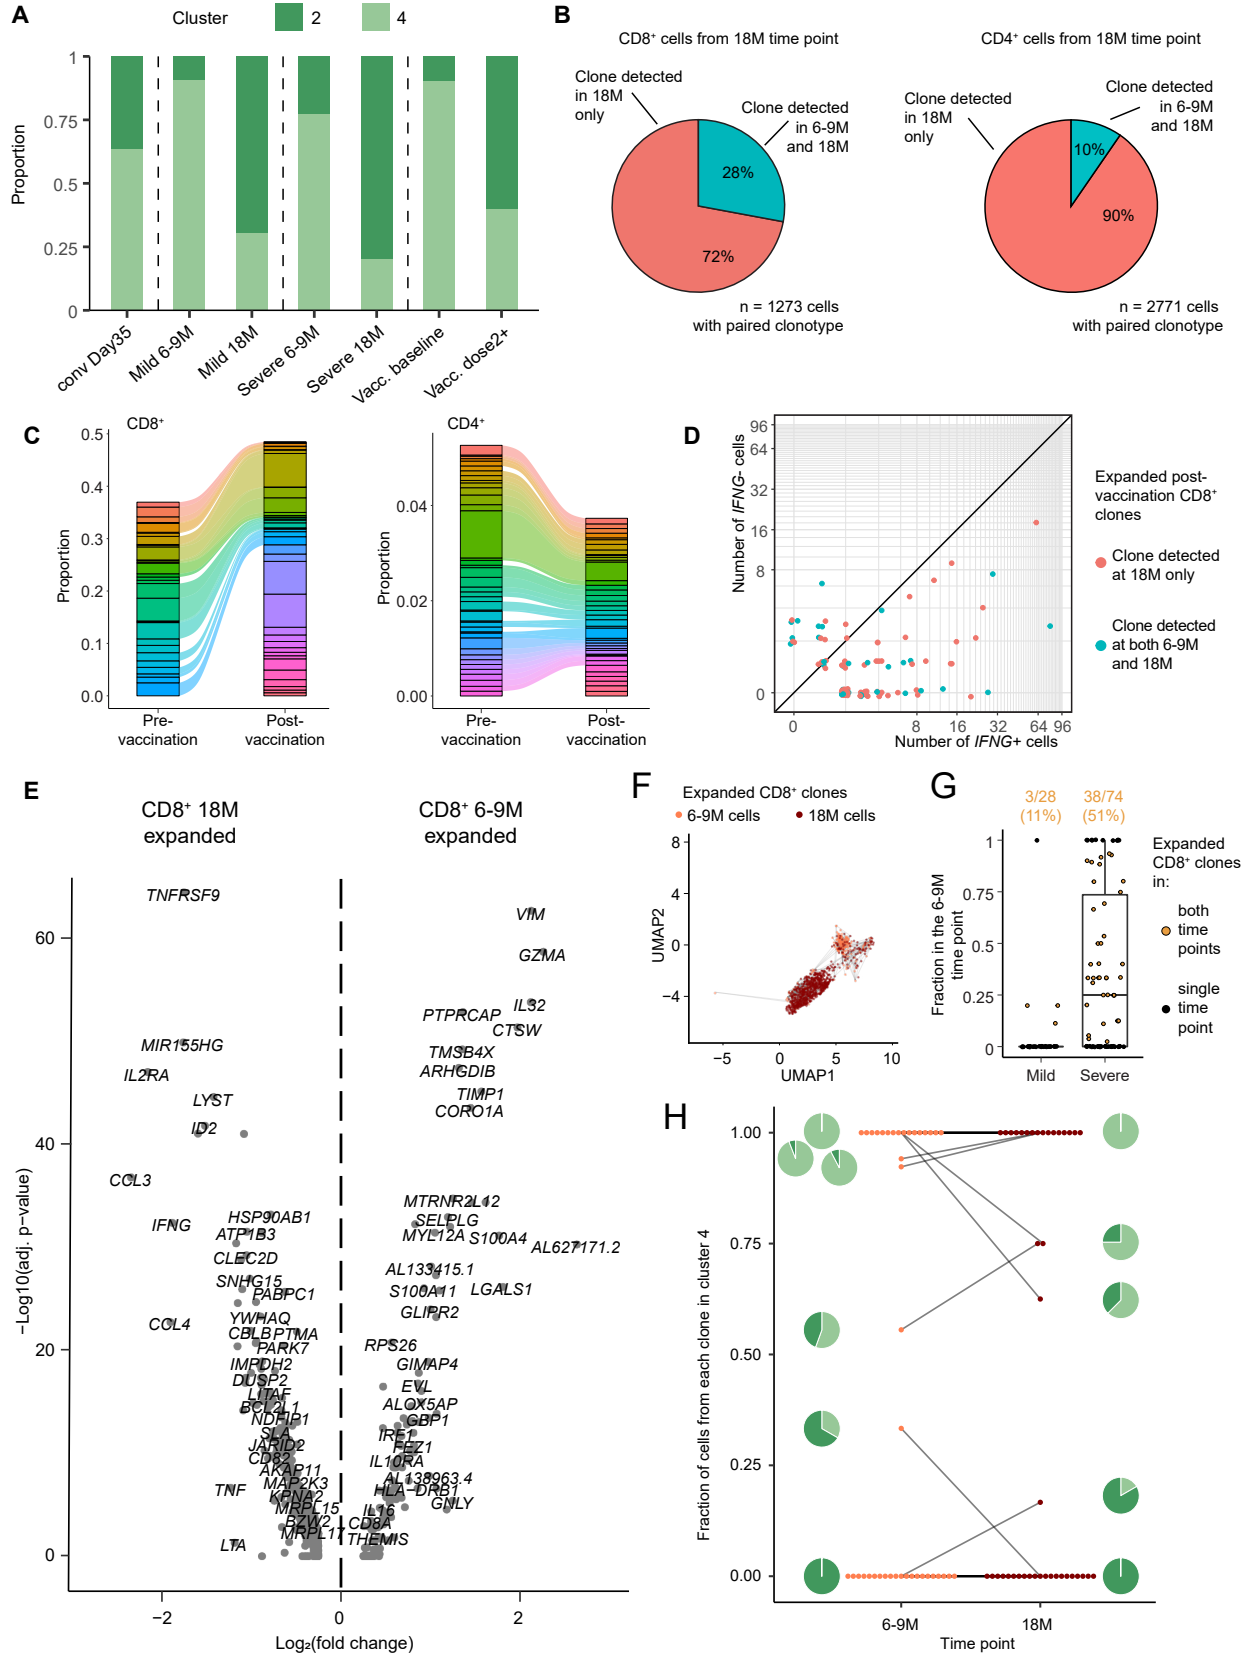 A
Cluster
2
4
Proportion
1
0.75
0.5
0.25
0
conv Day35
Mild 6-9M
Mild 18M
Severe 6-9M
Severe 18M
Vacc. baseline
Vacc. dose2+
B
CD8⁺ cells from 18M time point
Clone detected
in 18M
only
Clone detected
in 6-9M
and 18M
28%
72%
n = 1273 cells
with paired clonotype
CD4⁺ cells from 18M time point
Clone detected
in 18M
only
Clone detected
in 6-9M
and 18M
10%
90%
n = 2771 cells
with paired clonotype
C
CD8⁺
Proportion
0.5
0.4
0.3
0.2
0.1
0.0
Pre-
vaccination
Post-
vaccination
CD4⁺
Proportion
0.04
0.02
0.00
Pre-
vaccination
Post-
vaccination
D
Number of IFNG- cells
96
64
32
16
8
0
0
8
16
32
64
96
Number of IFNG+ cells
Expanded post-
vaccination CD8⁺
clones
Clone detected
at 18M only
Clone detected
at both 6-9M
and 18M
E
CD8⁺ 18M
expanded
CD8⁺ 6-9M
expanded
−Log10(adj. p−value)
60
40
20
0
TNFRSF9
MIR155HG
IL2RA
LYST
ID2
CCL3
IFNG
HSP90AB1
ATP1B3
CLEC2D
SNHG15
PABPC1
CCL4
YWHAQ
CBLB
PTMA
PARK7
IMPDH2
DUSP2
LITAF
BCL2L1
NDFIP1
SLA
JARID2
CD82
AKAP11
TNF
MAP2K3
KPNA2
MRPL15
BZW2
MRPL17
LTA
VIM
GZMA
IL32
PTPRCAP
CTSW
TMSB4X
ARHGDIB
TIMP1
CORO1A
MTRNR2L12
SELPLG
MYL12A
S100A4
AL627171.2
AL133415.1
S100A11
LGALS1
GLIPR2
RPS26
GIMAP4
EVL
ALOX5AP
GBP1
IRF1
FEZ1
IL10RA
AL138963.4
HLA−DRB1
GNLY
IL16
CD8A
THEMIS
−2
0
2
Log₂(fold change)
F
Expanded CD8⁺ clones
6-9M cells
18M cells
UMAP2
8
4
0
−4
−5
0
5
10
UMAP1
G
3/28
(11%)
38/74
(51%)
Fraction in the 6-9M
time point
1
0.75
0.5
0.25
0
Mild
Severe
Expanded
CD8⁺ clones
in:
both
time
points
single
time
point
H
Fraction of cells from each clone in cluster 4
1.00
0.75
0.50
0.25
0.00
6-9M
18M
Time point